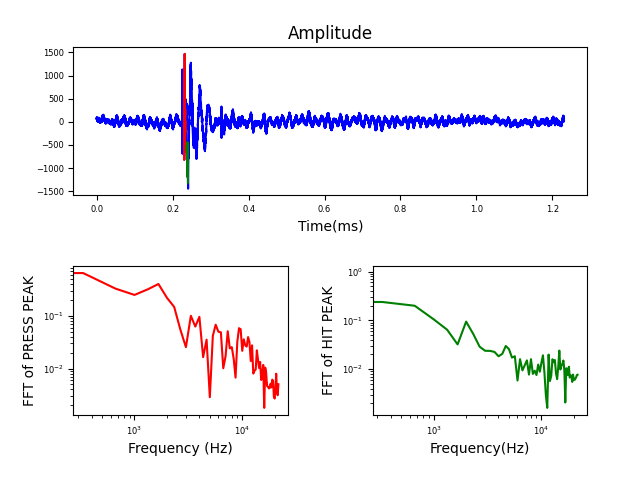 Amplitude
1500
1000
500
0
−500
−1000
−1500
0.0 0.2 0.4 0.6 0.8 1.0 1.2
Time(ms)
FFT of PRESS PEAK
10⁻¹
10⁻²
10³ 10⁴
Frequency (Hz)
FFT of HIT PEAK
10⁰
10⁻¹
10⁻²
10³ 10⁴
Frequency(Hz)